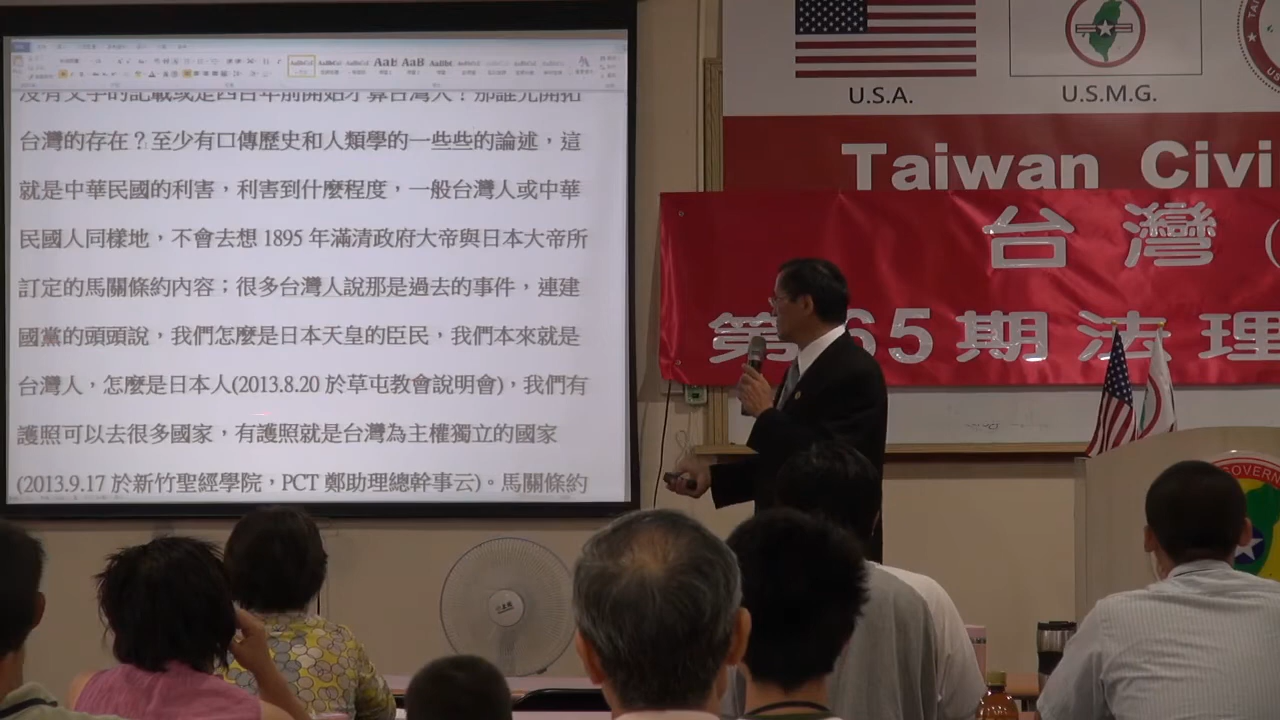 沒有文字的記載或是四百年前開始才算台灣人？那誰先開拓
台灣的存在？至少有口傳歷史和人類學的一些些的論述，這
就是中華民國的利害，利害到什麼程度，一般台灣人或中華
民國人同樣地，不會去想 1895 年滿清政府大帝與日本大帝所
訂定的馬關條約內容；很多台灣人說那是過去的事件，連建
國黨的頭頭說，我們怎麼是日本天皇的臣民，我們本來就是
台灣人，怎麼是日本人(2013.8.20 於草屯教會說明會)，我們有
護照可以去很多國家，有護照就是台灣為主權獨立的國家
(2013.9.17 於新竹聖經學院，PCT 鄭助理總幹事云)。馬關條約
U.S.A.
U.S.M.G.
Taiwan Civi
台灣(
第65期法理
GOVERN